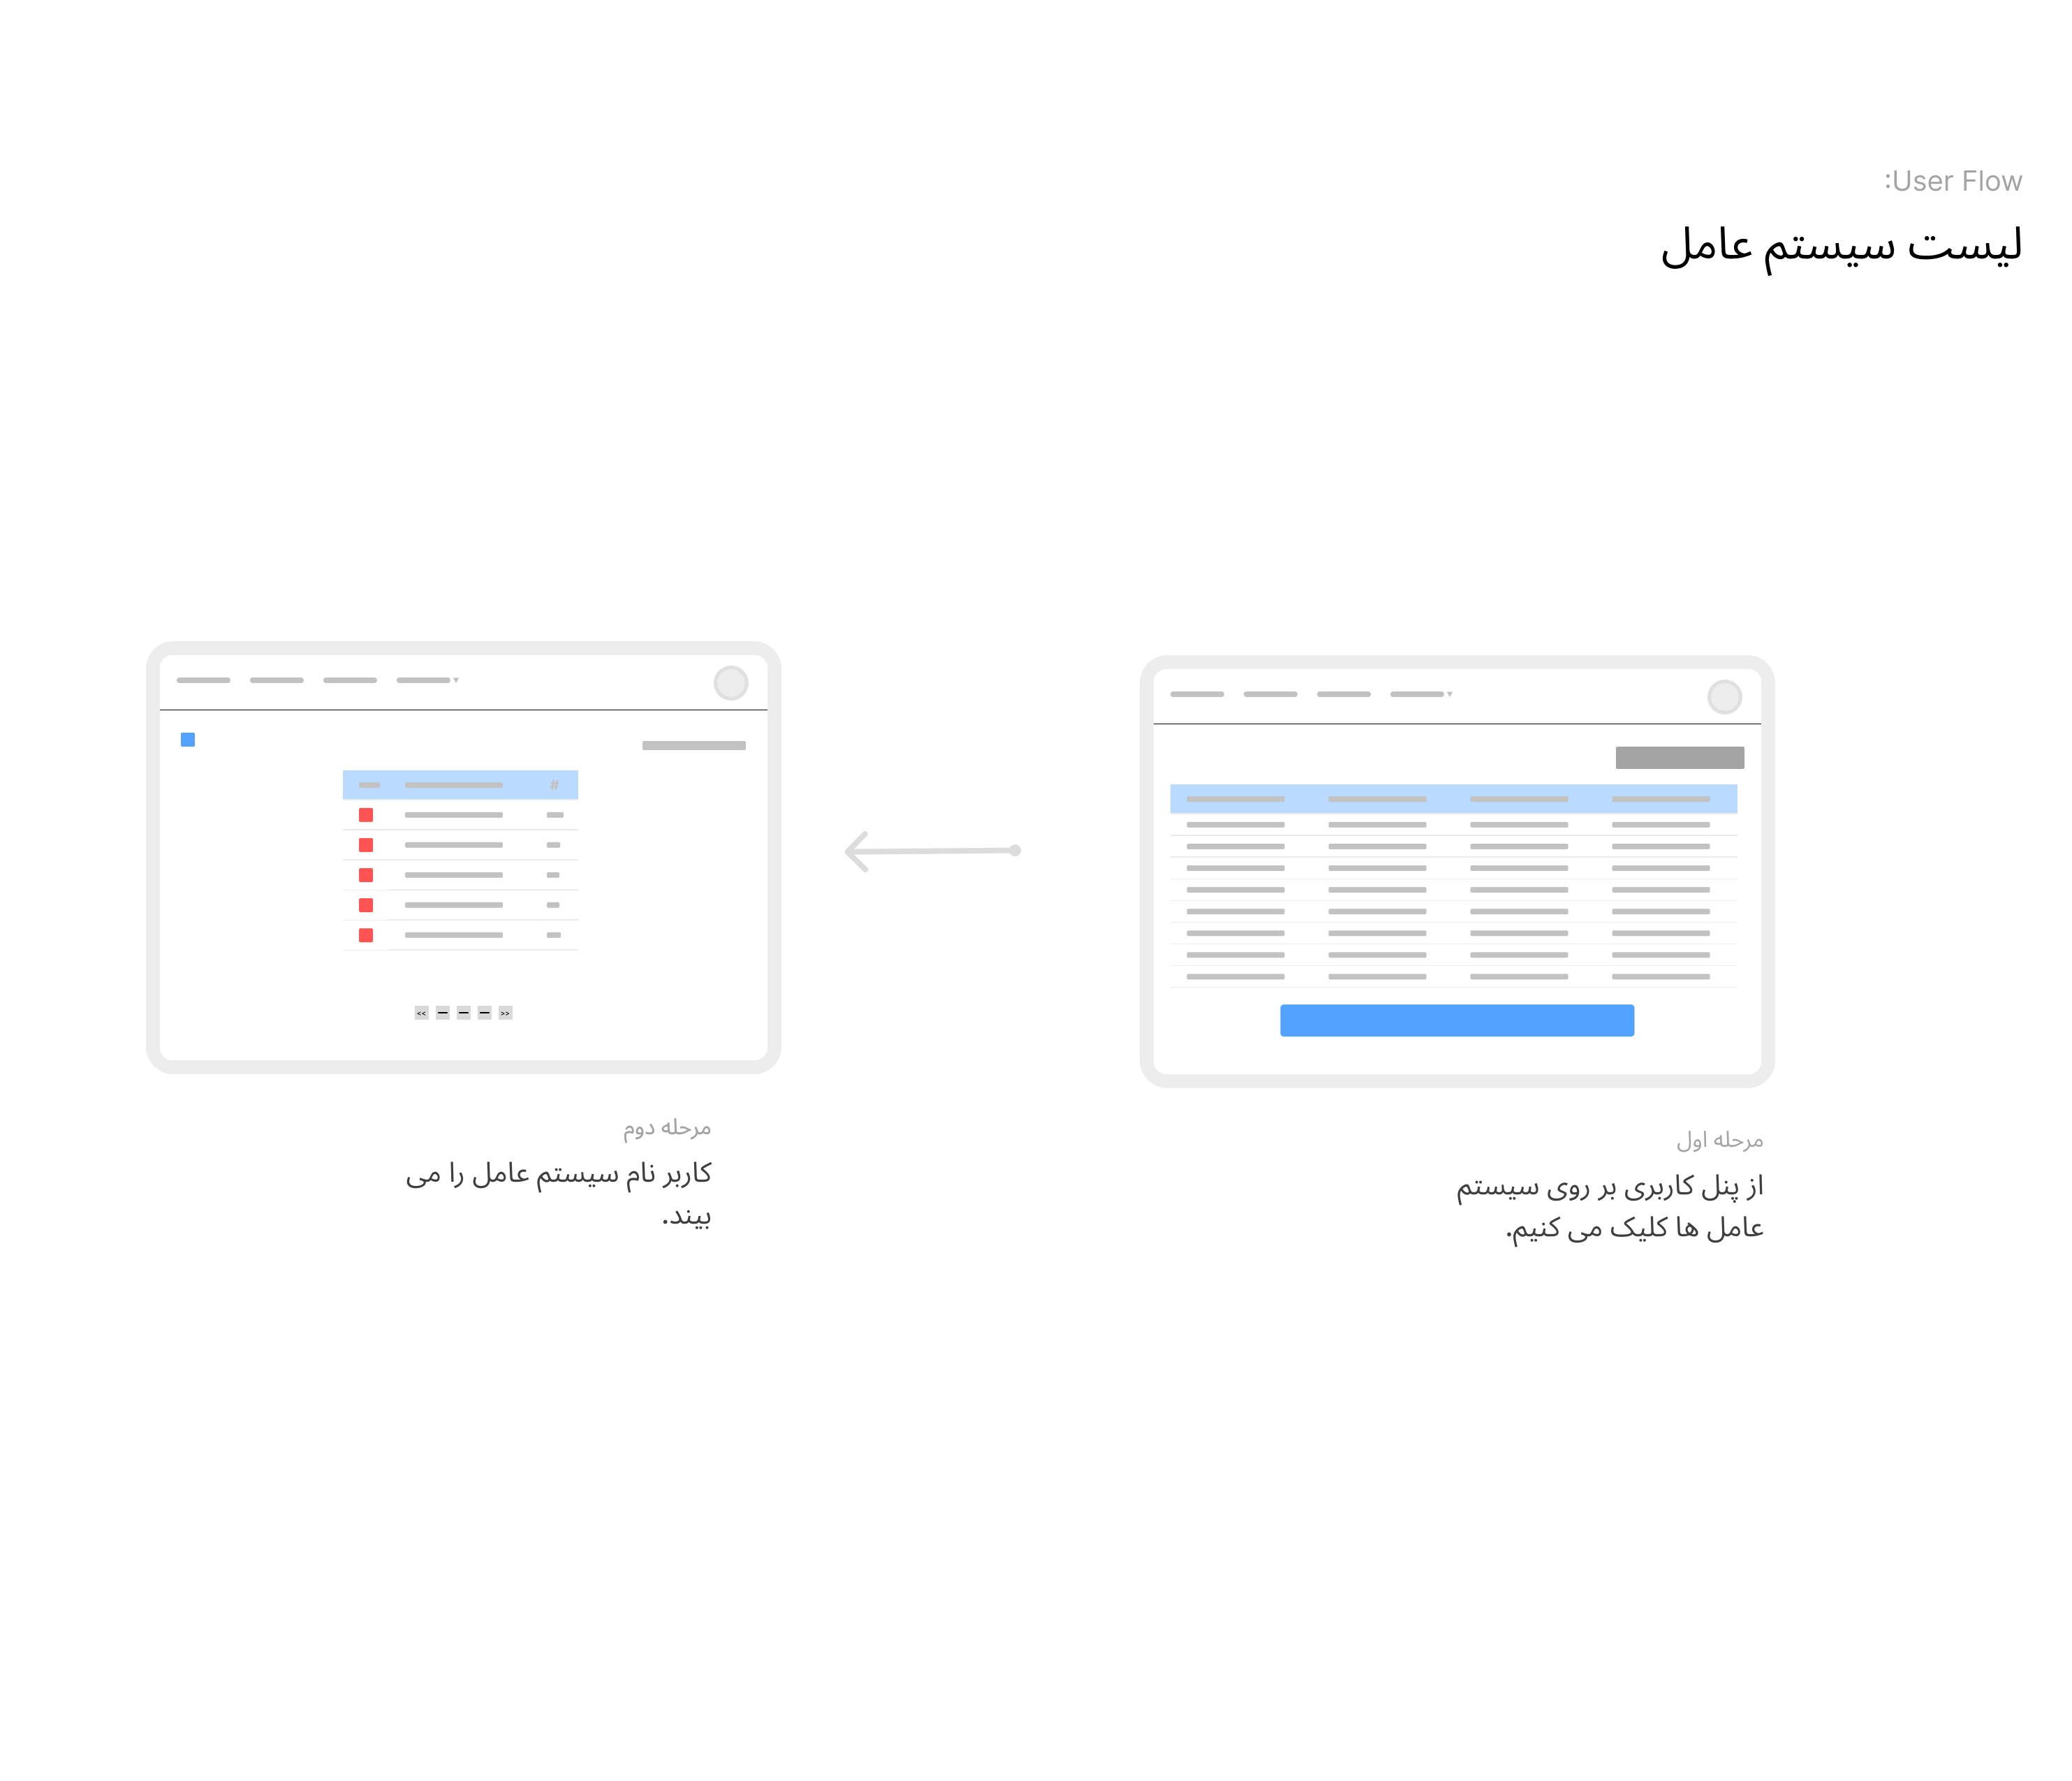 User Flow:
لیست سیستم عامل
#
<< — — — >>
مرحله اول
از پنل کاربری بر روی سیستم
عامل ها کلیک می کنیم.
مرحله دوم
کاربر نام سیستم عامل را می
بیند.